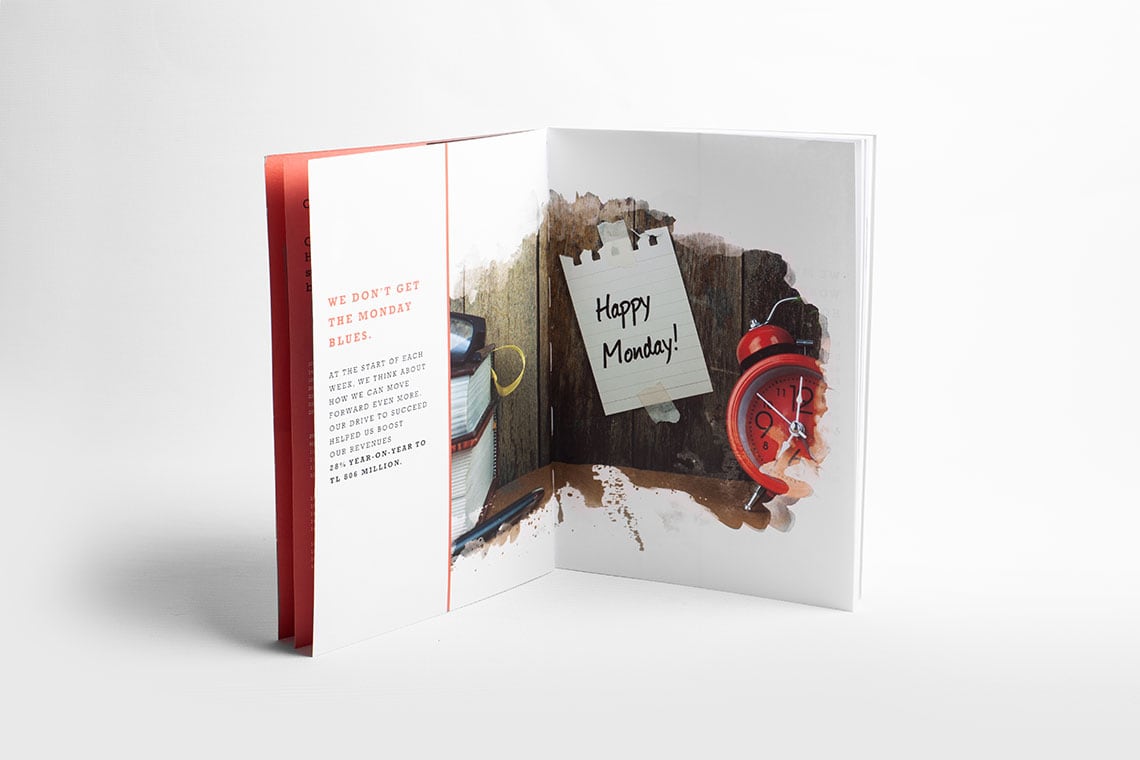 WE DON'T GET
THE MONDAY
BLUES.
AT THE START OF EACH
WEEK, WE THINK ABOUT
HOW WE CAN MOVE
FORWARD EVEN MORE.
OUR DRIVE TO SUCCEED
HELPED US BOOST
OUR REVENUES
28% YEAR-ON-YEAR TO
TL 806 MILLION.
Happy
Monday!
12
9
8